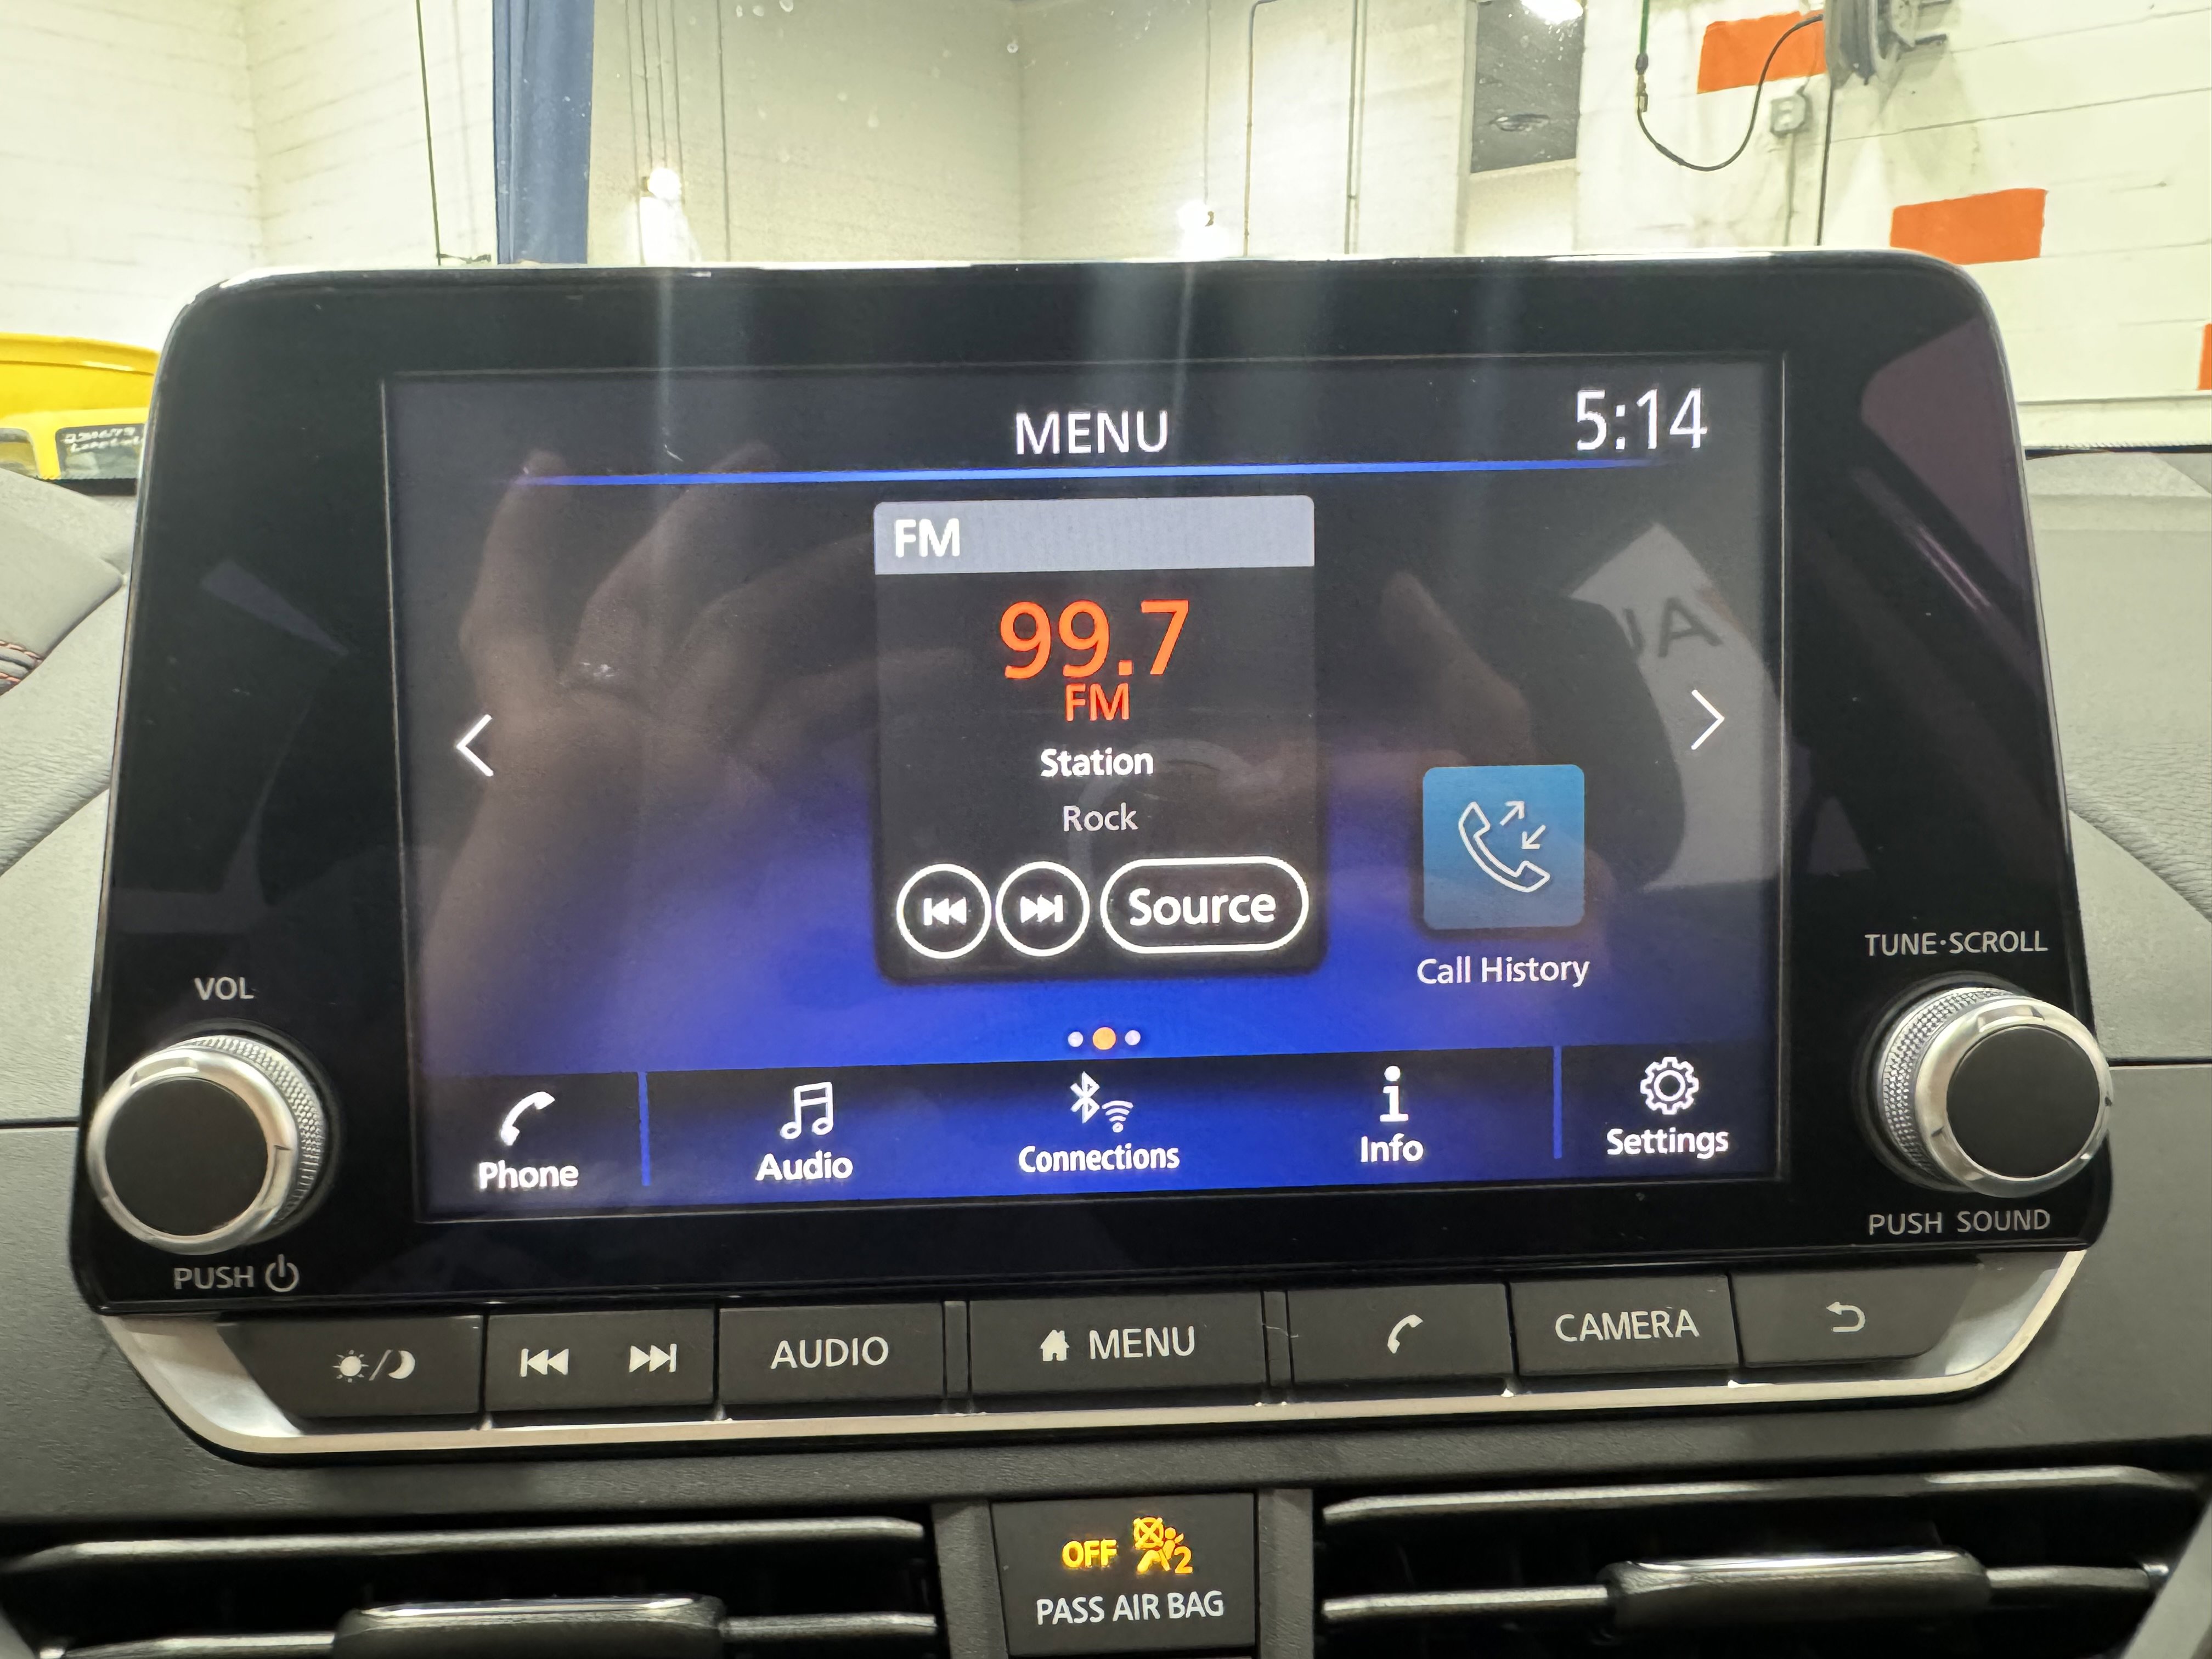 MENU
5:14
FM
99.7
FM
Station
Rock
Source
Call History
Phone
Audio
Connections
Info
Settings
VOL
PUSH
TUNE·SCROLL
PUSH SOUND
AUDIO
MENU
CAMERA
OFF
2
PASS AIR BAG